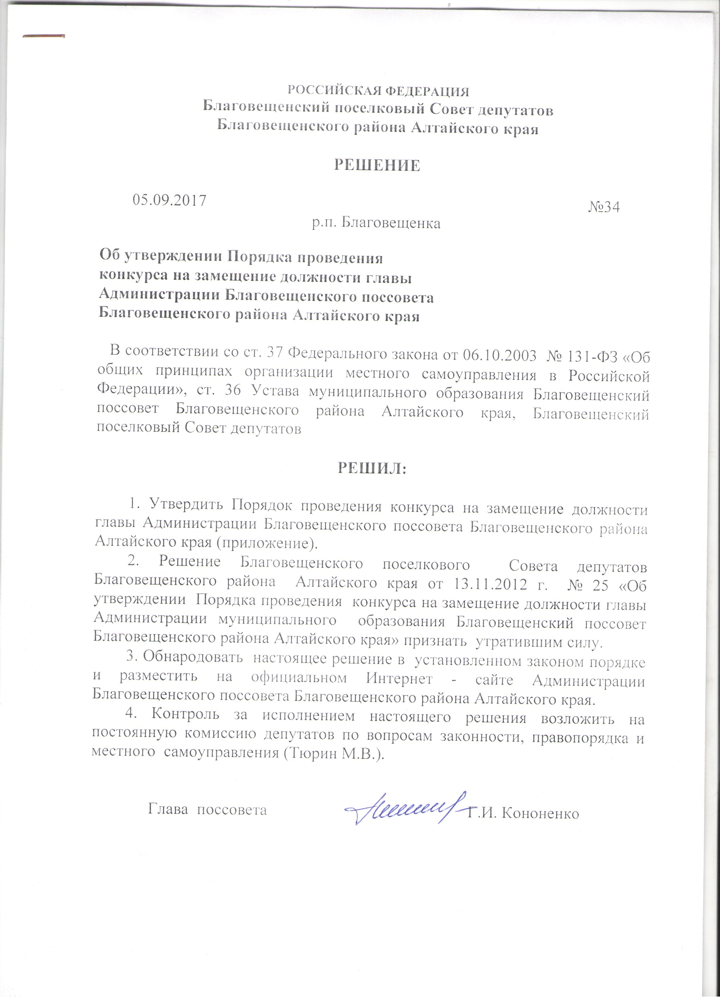 РОССИЙСКАЯ ФЕДЕРАЦИЯ
Благовещенский поселковый Совет депутатов
Благовещенского района Алтайского края
РЕШЕНИЕ
05.09.2017 №34
р.п. Благовещенка
Об утверждении Порядка проведения
конкурса на замещение должности главы
Администрации Благовещенского поссовета
Благовещенского района Алтайского края
В соответствии со ст. 37 Федерального закона от 06.10.2003 № 131-ФЗ «Об
общих принципах организации местного самоуправления в Российской
Федерации», ст. 36 Устава муниципального образования Благовещенский
поссовет Благовещенского района Алтайского края, Благовещенский
поселковый Совет депутатов
РЕШИЛ:
1. Утвердить Порядок проведения конкурса на замещение должности
главы Администрации Благовещенского поссовета Благовещенского района
Алтайского края (приложение).
2. Решение Благовещенского поселкового Совета депутатов
Благовещенского района Алтайского края от 13.11.2012 г. № 25 «Об
утверждении Порядка проведения конкурса на замещение должности главы
Администрации муниципального образования Благовещенский поссовет
Благовещенского района Алтайского края» признать утратившим силу.
3. Обнародовать настоящее решение в установленном законом порядке
и разместить на официальном Интернет - сайте Администрации
Благовещенского поссовета Благовещенского района Алтайского края.
4. Контроль за исполнением настоящего решения возложить на
постоянную комиссию депутатов по вопросам законности, правопорядка и
местного самоуправления (Тюрин М.В.).
Глава поссовета Г.И. Кононенко